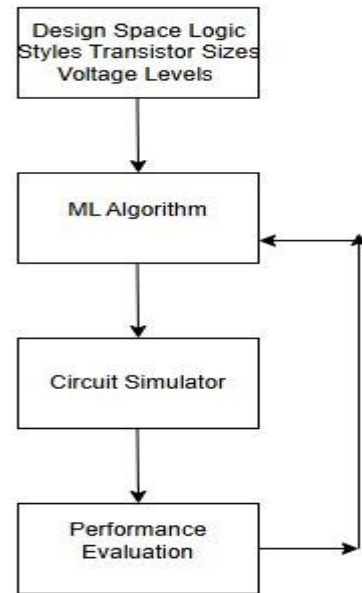 Design Space Logic
Styles Transistor Sizes
Voltage Levels
ML Algorithm
Circuit Simulator
Performance
Evaluation